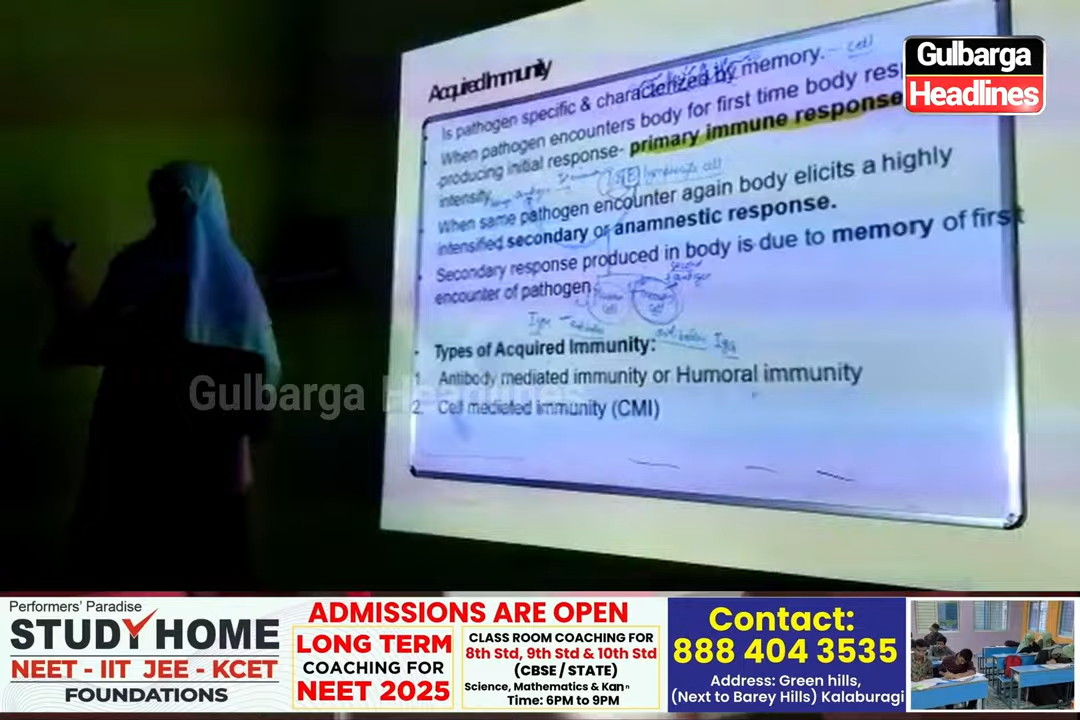 Acquired Immunity
Is pathogen specific & characterized by memory. - cell
When pathogen encounters body for first time body res
producing initial response- primary immune response
intensity.
lymphocyte cell
When same pathogen encounter again body elicits a highly
intensified secondary or anamnestic response.
Secondary response produced in body is due to memory of first
encounter of pathogen
cell
cell
Types of Acquired Immunity:
1. Antibody mediated immunity or Humoral immunity
2. Cell mediated immunity (CMI)
Gulbarga
Headlines
Gulbarga Headlines
Performers' Paradise
STUDY HOME
NEET - IIT JEE - KCET
FOUNDATIONS
ADMISSIONS ARE OPEN
LONG TERM
COACHING FOR
NEET 2025
CLASS ROOM COACHING FOR
8th Std, 9th Std & 10th Std
(CBSE / STATE)
Science, Mathematics & Kan
Time: 6PM to 9PM
Contact:
888 404 3535
Address: Green hills,
(Next to Barey Hills) Kalaburagi